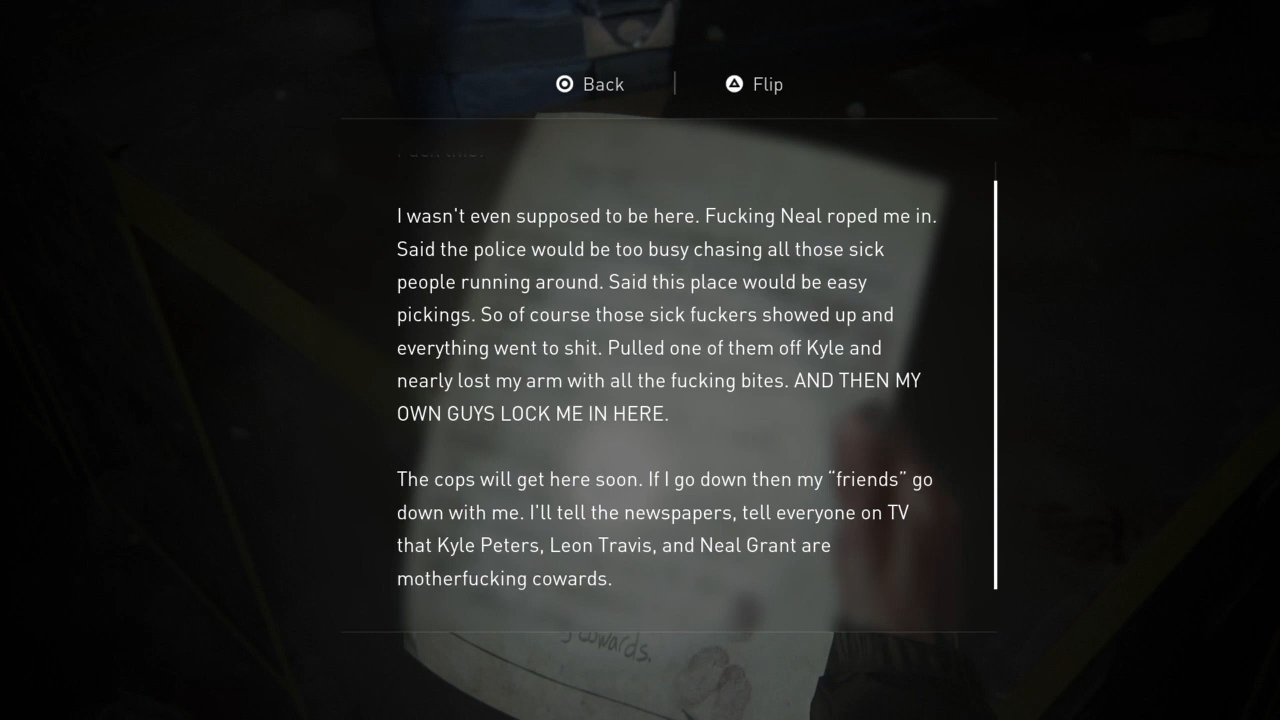 Back | Flip
I wasn't even supposed to be here. Fucking Neal roped me in.
Said the police would be too busy chasing all those sick
people running around. Said this place would be easy
pickings. So of course those sick fuckers showed up and
everything went to shit. Pulled one of them off Kyle and
nearly lost my arm with all the fucking bites. AND THEN MY
OWN GUYS LOCK ME IN HERE.
The cops will get here soon. If I go down then my “friends” go
down with me. I'll tell the newspapers, tell everyone on TV
that Kyle Peters, Leon Travis, and Neal Grant are
motherfucking cowards.
cowards.